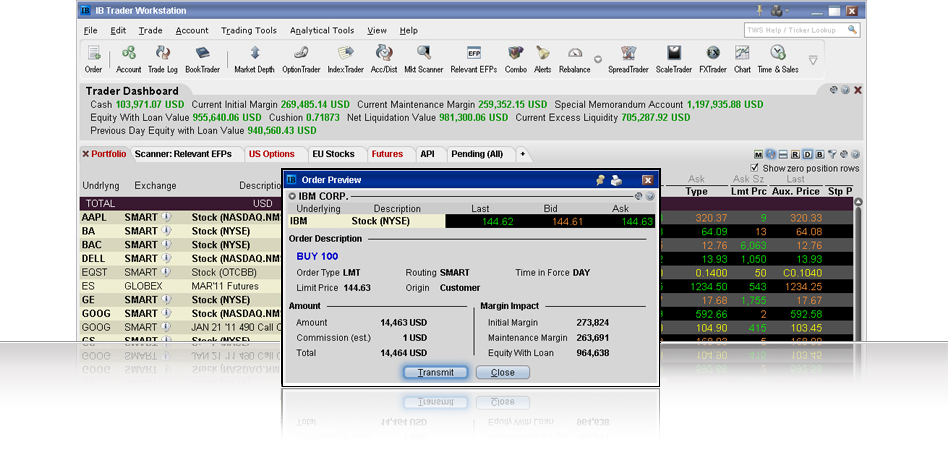 IB Trader Workstation
File Edit Trade Account Trading Tools Analytical Tools View Help
TWS Help / Ticker Lookup
Order Account Trade Log BookTrader Market Depth OptionTrader IndexTrader Acc/Dist Mkt Scanner Relevant EFPs Combo Alerts Rebalance SpreadTrader ScaleTrader FXTrader Chart Time & Sales
EFP
Trader Dashboard
Cash 103,971.07 USD Current Initial Margin 269,485.14 USD Current Maintenance Margin 259,352.15 USD Special Memorandum Account 1,197,935.88 USD
Equity With Loan Value 955,640.06 USD Cushion 0.71873 Net Liquidation Value 981,300.06 USD Current Excess Liquidity 705,287.92 USD
Previous Day Equity with Loan Value 940,560.43 USD
Portfolio Scanner: Relevant EFPs US Options EU Stocks Futures API Pending (All) +
M R D B
Show zero position rows
Ask Ask Sz Last
Undrlyng Exchange Descriptio Type Lmt Prc Aux. Price Stp P
TOTAL USD
AAPL SMART Stock (NASDAQ.NM 320.37 9 320.33
BA SMART Stock (NYSE) 64.09 13 64.08
BAC SMART Stock (NYSE) 12.76 6,063 12.76
DELL SMART Stock (NASDAQ.NM 13.93 1,050 13.93
EQST SMART Stock (OTCBB) 0.1400 50 C0.1040
ES GLOBEX MAR'11 Futures 1234.50 543 1234.25
GE SMART Stock (NYSE) 17.68 1,755 17.67
GOOG SMART Stock (NASDAQ.NM 592.66 2 592.58
GOOG SMART JAN 21 '11 490 Call 104.90 415 103.45
Order Preview
IBM CORP.
Underlying Description Last Bid Ask
IBM Stock (NYSE) 144.62 144.61 144.63
Order Description
BUY 100
Order Type LMT Routing SMART Time in Force DAY
Limit Price 144.63 Origin Customer
Amount Margin Impact
Amount 14,463 USD Initial Margin 273,824
Commission (est.) 1 USD Maintenance Margin 263,691
Total 14,464 USD Equity With Loan 964,638
Transmit Close